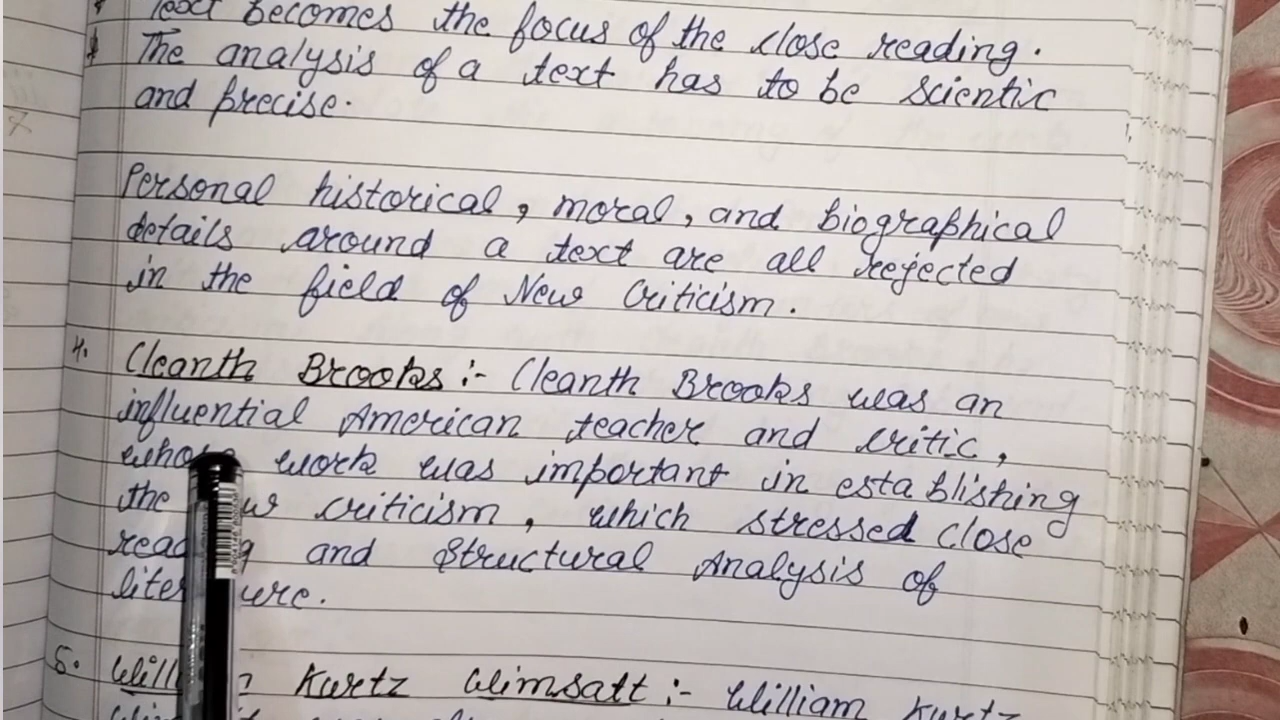 Text becomes the focus of the close reading.
* The analysis of a text has to be scientic
and precise.
Personal historical, moral, and biographical
details around a text are all rejected
in the field of New Criticism.
4. Cleanth Brooks :- Cleanth Brooks was an
influential American teacher and critic,
whose work was important in establishing
the criticism, which stressed close
and Structural Analysis of
5. Kurtz Wimsatt :- William Kurtz